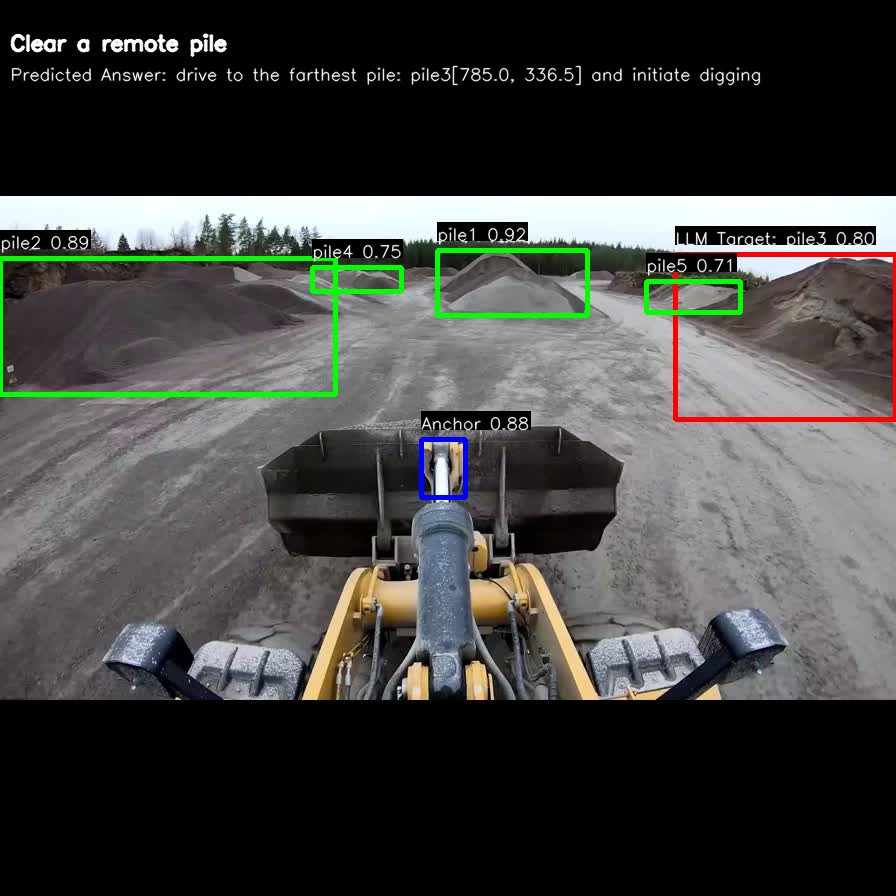 Clear a remote pile
Predicted Answer: drive to the farthest pile: pile3[785.0, 336.5] and initiate digging
pile2 0.89
pile4 0.75
pile1 0.92
LLM Target: pile3 0.80
pile5 0.71
Anchor 0.88